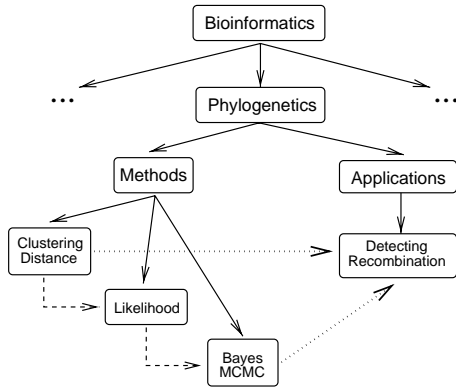 Bioinformatics
...
Phylogenetics
...
Methods
Applications
Clustering
Distance
Detecting
Recombination
Likelihood
Bayes
MCMC